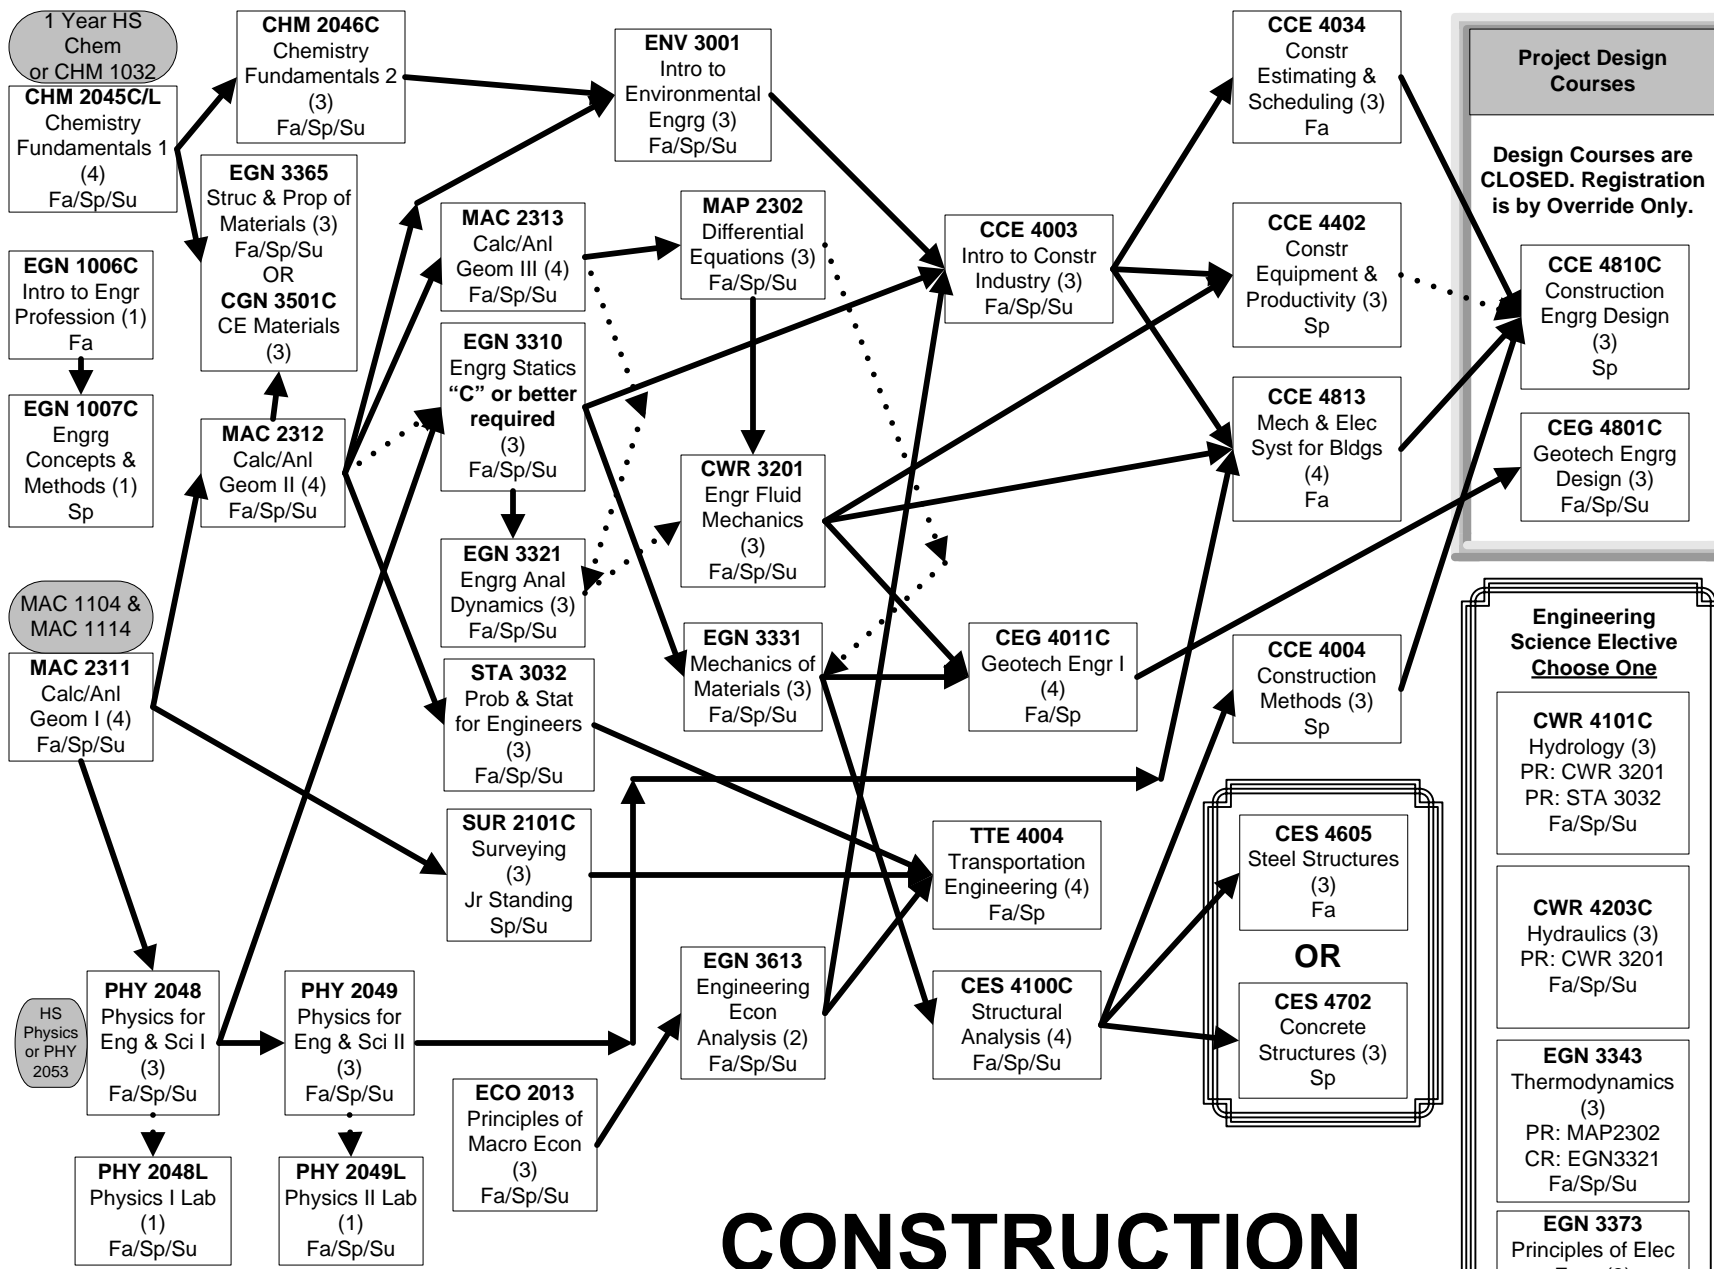 1 Year HS
Chem
or CHM 1032
CHM 2045C/L
Chemistry
Fundamentals 1
(4)
Fa/Sp/Su
EGN 1006C
Intro to Engr
Profession (1)
Fa
EGN 1007C
Engrg
Concepts &
Methods (1)
Sp
MAC 1104 &
MAC 1114
MAC 2311
Calc/Anl
Geom I (4)
Fa/Sp/Su
HS
Physics
or PHY
2053
PHY 2048
Physics for
Eng & Sci I
(3)
Fa/Sp/Su
PHY 2048L
Physics I Lab
(1)
Fa/Sp/Su
CHM 2046C
Chemistry
Fundamentals 2
(3)
Fa/Sp/Su
EGN 3365
Struc & Prop of
Materials (3)
Fa/Sp/Su
OR
CGN 3501C
CE Materials
(3)
MAC 2312
Calc/Anl
Geom II (4)
Fa/Sp/Su
PHY 2049
Physics for
Eng & Sci II
(3)
Fa/Sp/Su
PHY 2049L
Physics II Lab
(1)
Fa/Sp/Su
MAC 2313
Calc/Anl
Geom III (4)
Fa/Sp/Su
EGN 3310
Engrg Statics
“C” or better
required
(3)
Fa/Sp/Su
EGN 3321
Engrg Anal
Dynamics (3)
Fa/Sp/Su
STA 3032
Prob & Stat
for Engineers
(3)
Fa/Sp/Su
SUR 2101C
Surveying
(3)
Jr Standing
Sp/Su
ECO 2013
Principles of
Macro Econ
(3)
Fa/Sp/Su
ENV 3001
Intro to
Environmental
Engrg (3)
Fa/Sp/Su
MAP 2302
Differential
Equations (3)
Fa/Sp/Su
CWR 3201
Engr Fluid
Mechanics
(3)
Fa/Sp/Su
EGN 3331
Mechanics of
Materials (3)
Fa/Sp/Su
EGN 3613
Engineering
Econ
Analysis (2)
Fa/Sp/Su
CCE 4003
Intro to Constr
Industry (3)
Fa/Sp/Su
CEG 4011C
Geotech Engr I
(4)
Fa/Sp
TTE 4004
Transportation
Engineering (4)
Fa/Sp
CES 4100C
Structural
Analysis (4)
Fa/Sp/Su
CCE 4034
Constr
Estimating &
Scheduling (3)
Fa
CCE 4402
Constr
Equipment &
Productivity (3)
Sp
CCE 4813
Mech & Elec
Syst for Bldgs
(4)
Fa
CCE 4004
Construction
Methods (3)
Sp
CES 4605
Steel Structures
(3)
Fa
OR
CES 4702
Concrete
Structures (3)
Sp
Project Design
Courses
Design Courses are
CLOSED. Registration
is by Override Only.
CCE 4810C
Construction
Engrg Design
(3)
Sp
CEG 4801C
Geotech Engrg
Design (3)
Fa/Sp/Su
Engineering
Science Elective
Choose One
CWR 4101C
Hydrology (3)
PR: CWR 3201
PR: STA 3032
Fa/Sp/Su
CWR 4203C
Hydraulics (3)
PR: CWR 3201
Fa/Sp/Su
EGN 3343
Thermodynamics
(3)
PR: MAP2302
CR: EGN3321
Fa/Sp/Su
EGN 3373
Principles of Elec
CONSTRUCTION